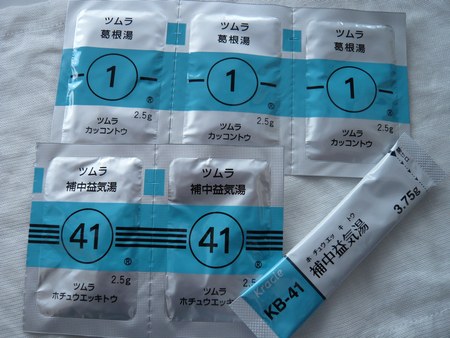 ツムラ
葛根湯
1
®
2.5g
ツムラ
カッコントウ
ツムラ
葛根湯
1
®
2.5g
ツムラ
カッコントウ
ツムラ
葛根湯
1
®
2.5g
ツムラ
カッコントウ
ツムラ
補中益気湯
41
®
2.5g
ツムラ
ホチュウエッキトウ
ツムラ
補中益気湯
41
®
2.5g
ツムラ
ホチュウエッキトウ
3.75g
ホチュウエッキトウ
補中益気湯
Kracie
KB-41